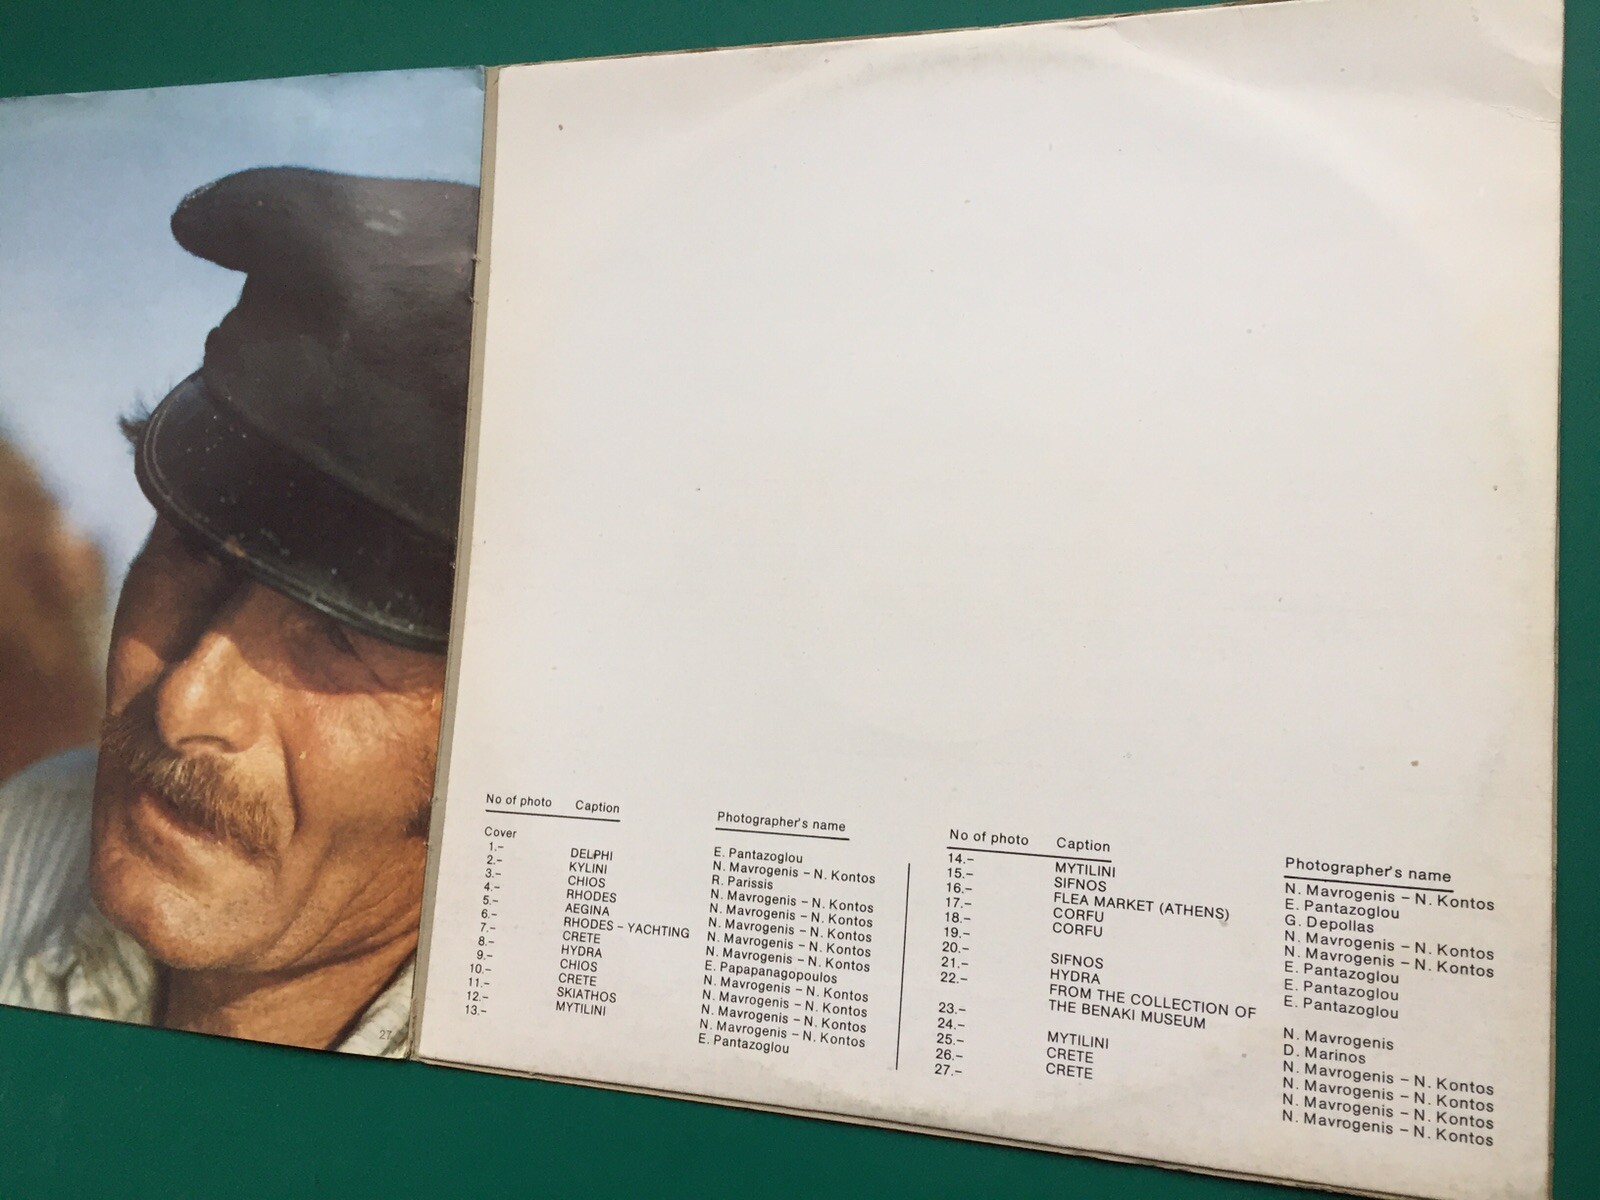 No of photo
Cover
1.–
2.–
3.–
4.–
5.–
6.–
7.–
8.–
9.–
10.–
11.–
12.–
13.–
Caption
DELPHI
KYLINI
CHIOS
RHODES
AEGINA
RHODES – YACHTING
CRETE
HYDRA
CHIOS
CRETE
SKIATHOS
MYTILINI
Photographer's name
E. Pantazoglou
N. Mavrogenis – N. Kontos
R. Parissis
N. Mavrogenis – N. Kontos
N. Mavrogenis – N. Kontos
N. Mavrogenis – N. Kontos
N. Mavrogenis – N. Kontos
N. Mavrogenis – N. Kontos
E. Papapanagopoulos
N. Mavrogenis – N. Kontos
N. Mavrogenis – N. Kontos
N. Mavrogenis – N. Kontos
N. Mavrogenis – N. Kontos
E. Pantazoglou
No of photo
14.–
15.–
16.–
17.–
18.–
19.–
20.–
21.–
22.–
23.–
24.–
25.–
26.–
27.–
Caption
MYTILINI
SIFNOS
FLEA MARKET (ATHENS)
CORFU
CORFU
SIFNOS
HYDRA
FROM THE COLLECTION OF
THE BENAKI MUSEUM
MYTILINI
CRETE
CRETE
Photographer's name
N. Mavrogenis – N. Kontos
E. Pantazoglou
G. Depollas
N. Mavrogenis – N. Kontos
N. Mavrogenis – N. Kontos
E. Pantazoglou
E. Pantazoglou
E. Pantazoglou
N. Mavrogenis
D. Marinos
N. Mavrogenis – N. Kontos
N. Mavrogenis – N. Kontos
N. Mavrogenis – N. Kontos
N. Mavrogenis – N. Kontos
27